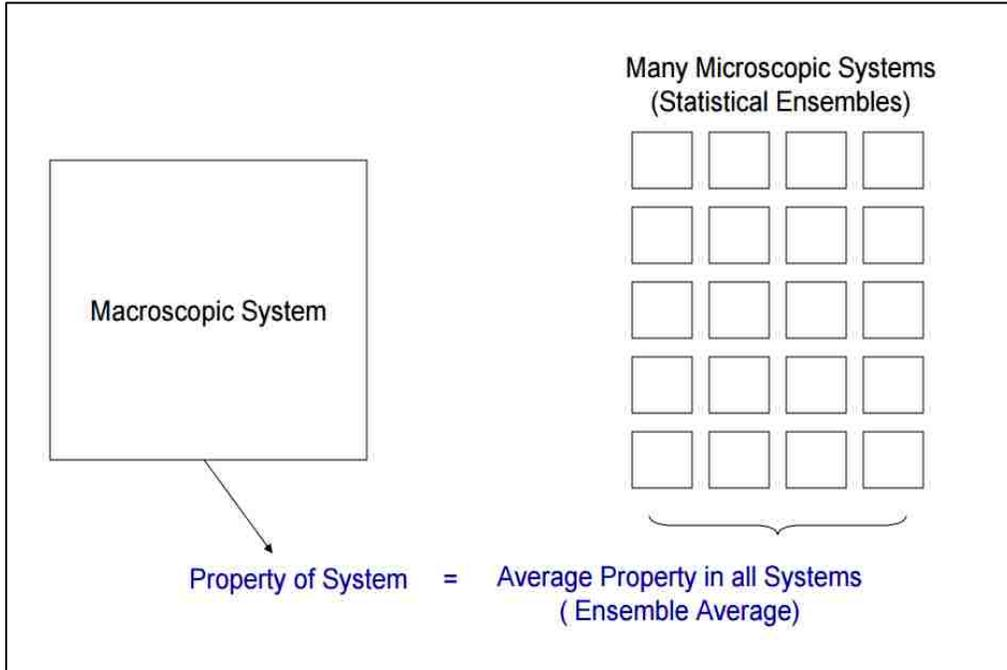 Many Microscopic Systems
(Statistical Ensembles)
Macroscopic System
Property of System = Average Property in all Systems
( Ensemble Average)